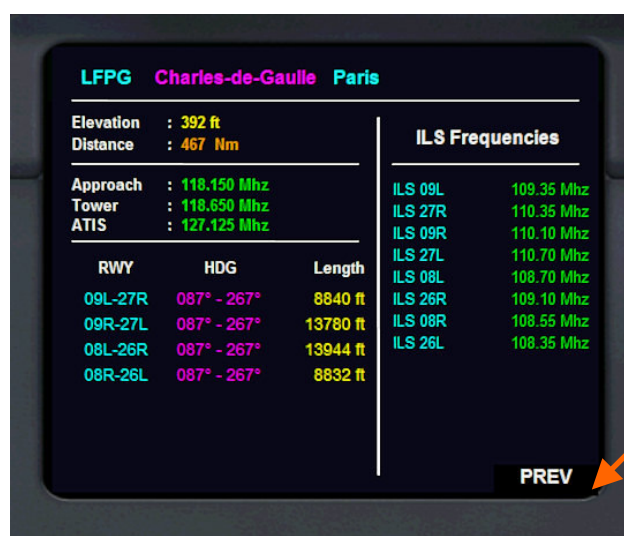 LFPG Charles-de-Gaulle Paris
Elevation : 392 ft
Distance : 467 Nm
Approach : 118.150 Mhz
Tower : 118.650 Mhz
ATIS : 127.125 Mhz
RWY HDG Length
09L-27R 087° - 267° 8840 ft
09R-27L 087° - 267° 13780 ft
08L-26R 087° - 267° 13944 ft
08R-26L 087° - 267° 8832 ft
ILS Frequencies
ILS 09L 109.35 Mhz
ILS 27R 110.35 Mhz
ILS 09R 110.10 Mhz
ILS 27L 110.70 Mhz
ILS 08L 108.70 Mhz
ILS 26R 109.10 Mhz
ILS 08R 108.55 Mhz
ILS 26L 108.35 Mhz
PREV